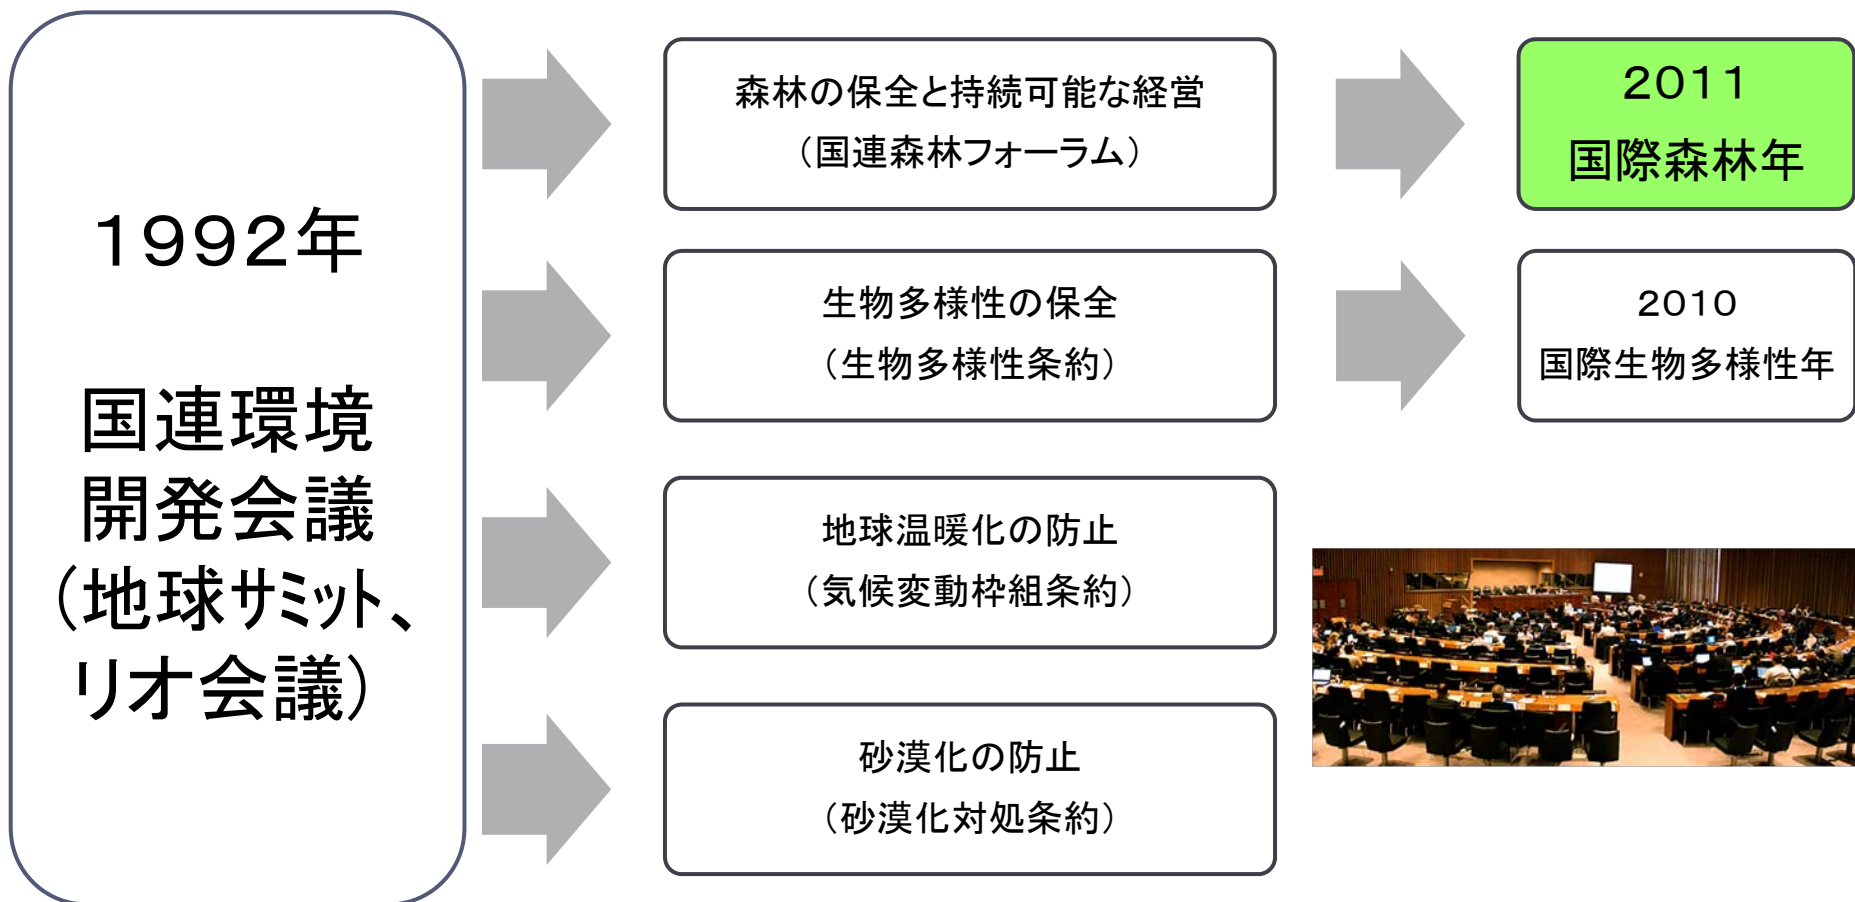 1992年
国連環境
開発会議
(地球サミット、
リオ会議)
森林の保全と持続可能な経営
(国連森林フォーラム)
2011
国際森林年
生物多様性の保全
(生物多様性条約)
2010
国際生物多様性年
地球温暖化の防止
(気候変動枠組条約)
砂漠化の防止
(砂漠化対処条約)